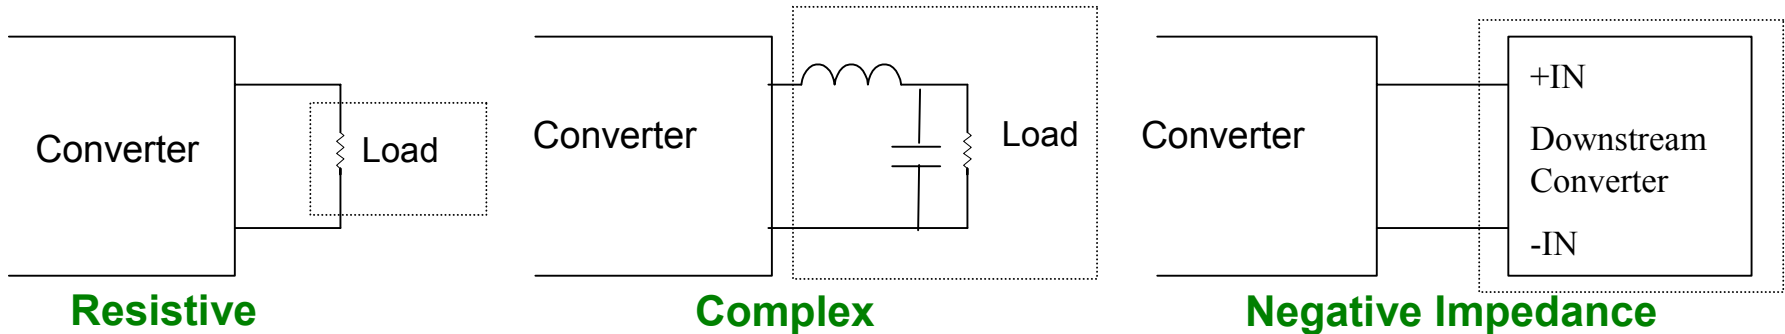 Converter
Load
Resistive
Converter
Load
Complex
Converter
+IN
Downstream
Converter
-IN
Negative Impedance